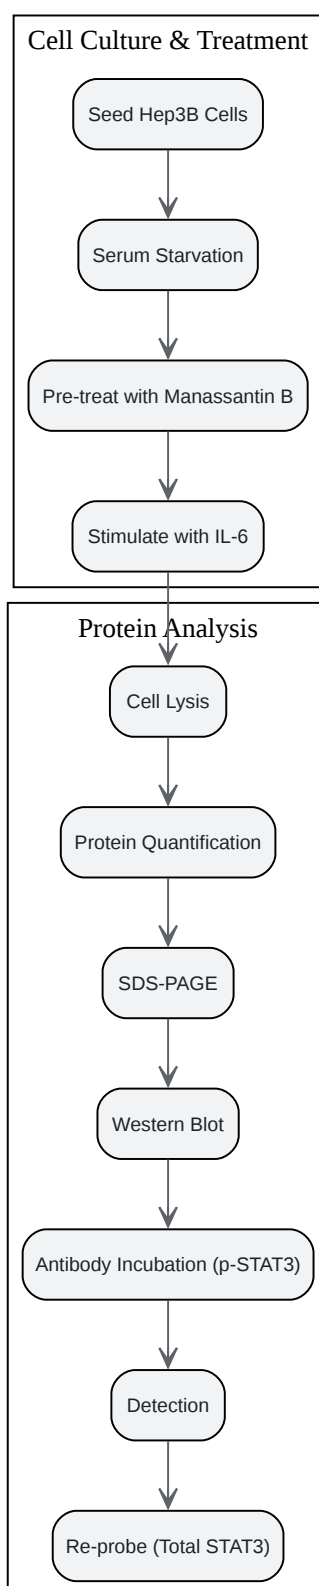 Cell Culture & Treatment
Seed Hep3B Cells
Serum Starvation
Pre-treat with Manassantin B
Stimulate with IL-6
Protein Analysis
Cell Lysis
Protein Quantification
SDS-PAGE
Western Blot
Antibody Incubation (p-STAT3)
Detection
Re-probe (Total STAT3)